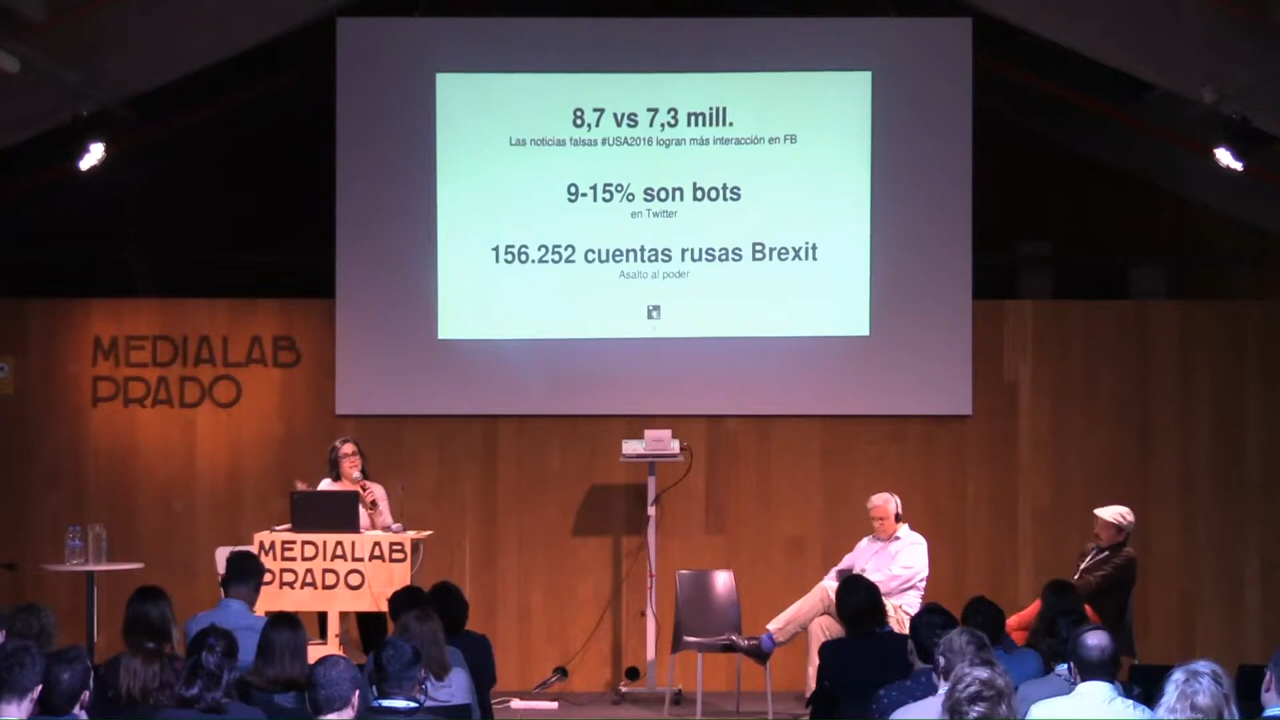 8,7 vs 7,3 mill.
Las noticias falsas #USA2016 logran más interacción en FB
9-15% son bots
en Twitter
156.252 cuentas rusas Brexit
Asalto al poder
MEDIALAB
PRADO
MEDIALAB
PRADO